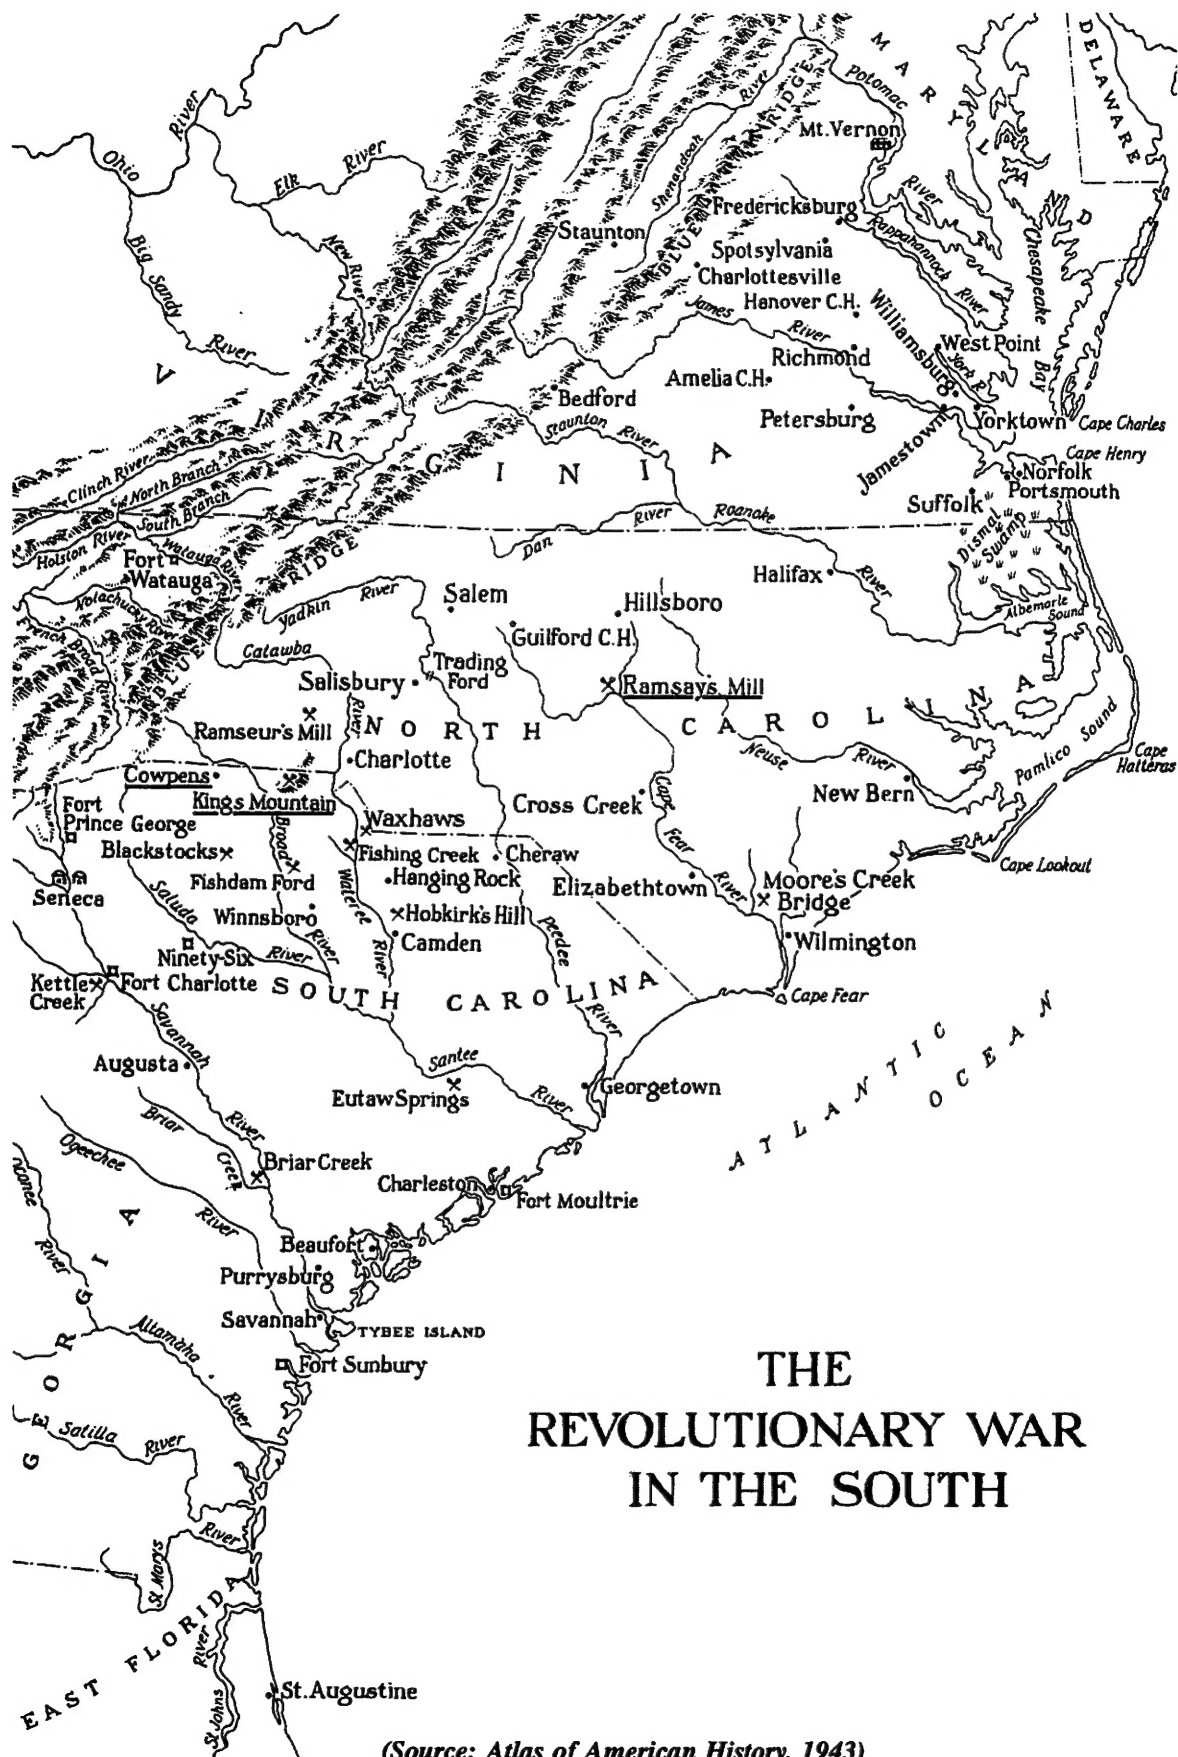 MARYLAND
DELAWARE
Potomac
River
Mt. Vernon
Ohio
River
Elk
River
Shenandoah
River
BLUE RIDGE
Fredericksburg
Rappahannock
River
Chesapeake
Bay
Staunton
Spotsylvania
Charlottesville
Hanover C.H.
Big Sandy
River
New River
James
River
Williamsburg
West Point
York R.
Richmond
Amelia C.H.
Bedford
Petersburg
Jamestown
Yorktown
Cape Charles
Cape Henry
Staunton River
VIRGINIA
Norfolk
Portsmouth
Suffolk
Dismal
Swamp
Clinch River
North Branch
South Branch
Holston River
Watauga River
Fort
Watauga
Dan
River
Roanoke
River
Halifax
Albemarle
Sound
Nolachucky River
French Broad River
BLUE RIDGE
Yadkin
River
Salem
Hillsboro
Guilford C.H.
Catawba
River
Trading
Ford
Salisbury
Ramsay's Mill
Ramseur's Mill
NORTH CAROLINA
Charlotte
Neuse
River
Pamlico Sound
Cape
Hatteras
Cowpens
Kings Mountain
New Bern
Cross Creek
Cape Fear
River
Fort
Prince George
Waxhaws
Blackstocks
Broad
River
Fishing Creek
Cheraw
Cape Lookout
Fishdam Ford
Hanging Rock
Elizabethtown
Moore's Creek
Bridge
Seneca
Saluda
River
Winnsboro
Wateree
River
Hobkirk's Hill
Camden
Peedee
River
Wilmington
Ninety-Six
Kettle
Creek
Fort Charlotte
SOUTH CAROLINA
Cape Fear
Savannah
River
Augusta
Santee
River
Georgetown
Eutaw Springs
ATLANTIC
OCEAN
Briar
Creek
Briar Creek
Ogeechee
River
Charleston
Fort Moultrie
River
GEORGIA
Beaufort
Purrysburg
Savannah
TYBEE ISLAND
Altamaha
River
Fort Sunbury
Satilla
River
THE
REVOLUTIONARY WAR
IN THE SOUTH
St Marys
River
EAST FLORIDA
St Johns
River
St. Augustine
(Source: Atlas of American History, 1943)